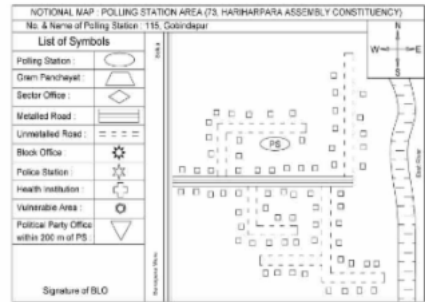 NOTIONAL MAP : POLLING STATION AREA (73, HARIHARPARA ASSEMBLY CONSTITUENCY)
No. & Name of Polling Station : 115, Gobindapur
List of Symbols
Polling Station :
Gram Panchayet :
Sector Office :
Metalled Road :
Unmetalled Road :
Block Office :
Police Station :
Health Institution :
Vulnerable Area :
Political Party Office
within 200 m of PS :
Signature of BLO
N
W
E
S
PS